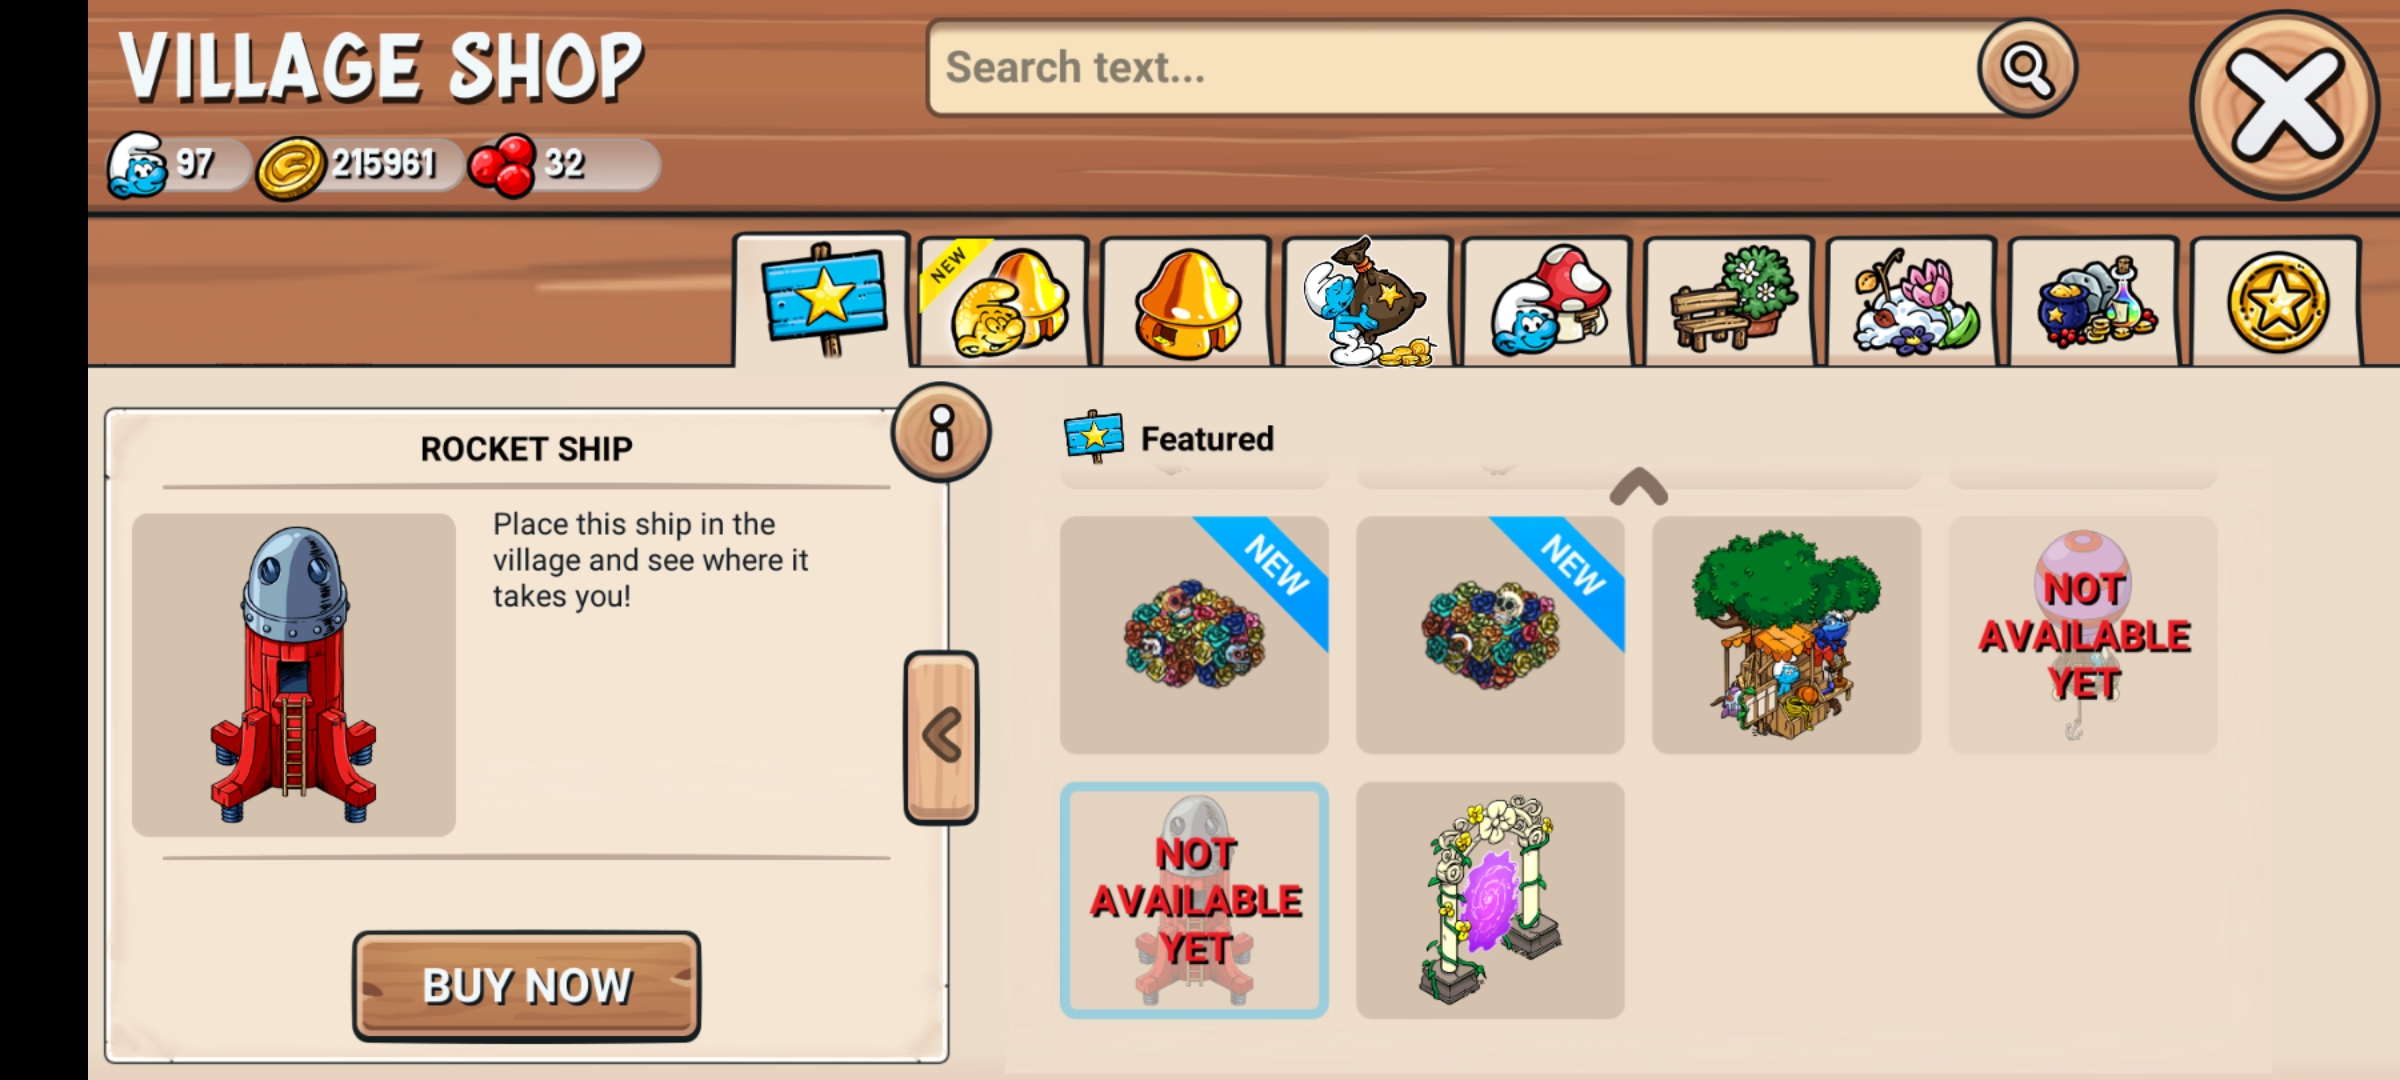 VILLAGE SHOP
Search text...
97
215961
32
NEW
ROCKET SHIP
Place this ship in the
village and see where it
takes you!
BUY NOW
Featured
NEW
NEW
NOT
AVAILABLE
YET
NOT
AVAILABLE
YET